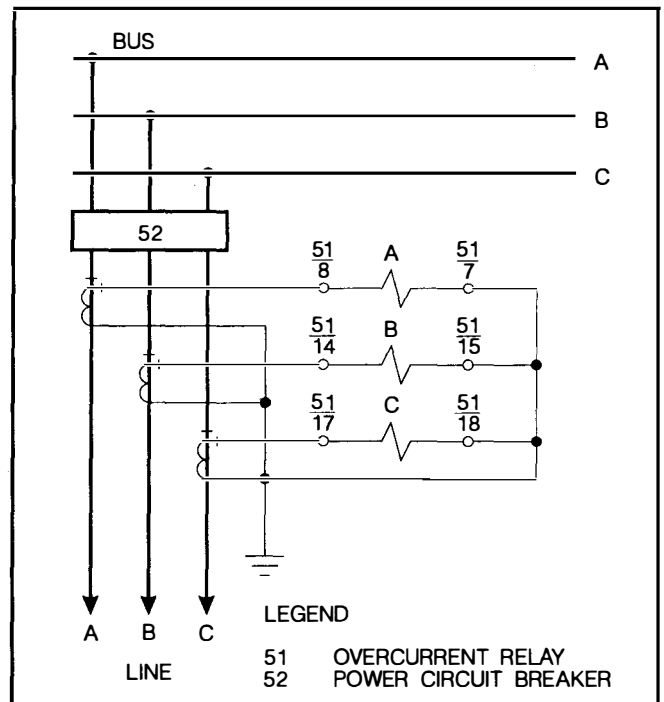 BUS
A
B
C
52
51 A 51
8 7
51 B 51
14 15
51 C 51
17 18
A B C
LINE
LEGEND
51 OVERCURRENT RELAY
52 POWER CIRCUIT BREAKER